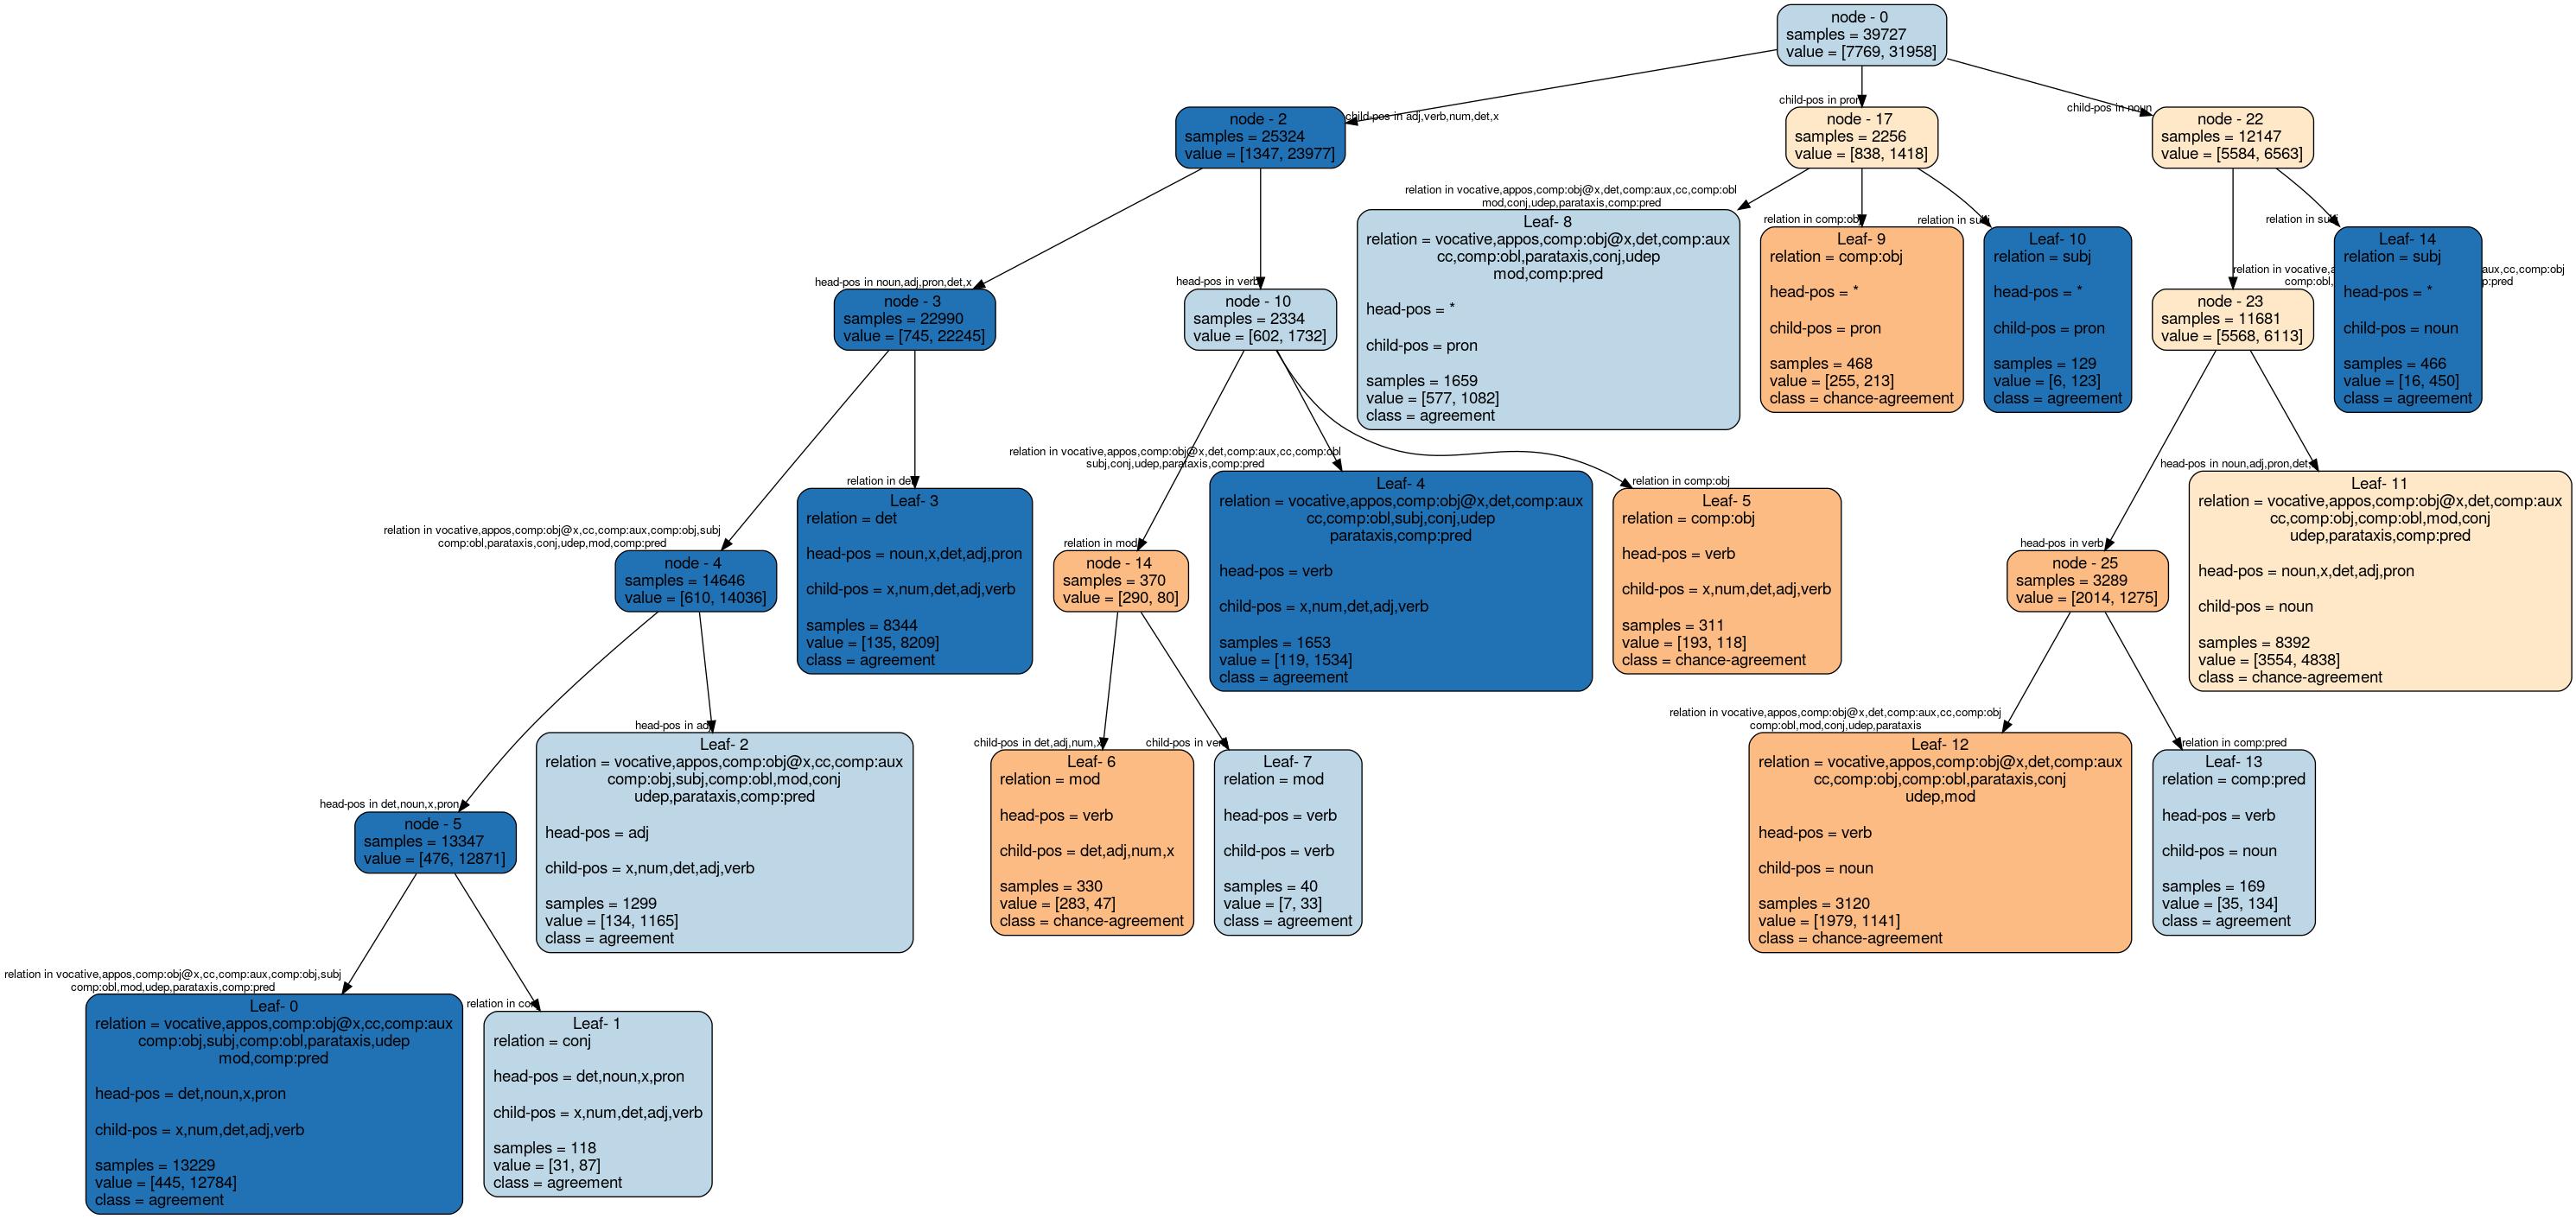 node - 0
samples = 39727
value = [7769, 31958]
child-pos in adj,verb,num,det,x
child-pos in pron
child-pos in noun
node - 2
samples = 25324
value = [1347, 23977]
node - 17
samples = 2256
value = [838, 1418]
node - 22
samples = 12147
value = [5584, 6563]
head-pos in noun,adj,pron,det,x
head-pos in verb
relation in vocative,appos,comp:obj@x,det,comp:aux,cc,comp:obl
mod,conj,udep,parataxis,comp:pred
relation in comp:obj
relation in subj
relation in vocative,a
ux,cc,comp:obj
comp:obl,
p:pred
relation in subj
node - 3
samples = 22990
value = [745, 22245]
node - 10
samples = 2334
value = [602, 1732]
Leaf- 8
relation = vocative,appos,comp:obj@x,det,comp:aux
cc,comp:obl,parataxis,conj,udep
mod,comp:pred
head-pos = *
child-pos = pron
samples = 1659
value = [577, 1082]
class = agreement
Leaf- 9
relation = comp:obj
head-pos = *
child-pos = pron
samples = 468
value = [255, 213]
class = chance-agreement
Leaf- 10
relation = subj
head-pos = *
child-pos = pron
samples = 129
value = [6, 123]
class = agreement
node - 23
samples = 11681
value = [5568, 6113]
Leaf- 14
relation = subj
head-pos = *
child-pos = noun
samples = 466
value = [16, 450]
class = agreement
relation in vocative,appos,comp:obj@x,cc,comp:aux,comp:obj,subj
comp:obl,parataxis,conj,udep,mod,comp:pred
relation in det
relation in mod
relation in vocative,appos,comp:obj@x,det,comp:aux,cc,comp:obl
subj,conj,udep,parataxis,comp:pred
relation in comp:obj
head-pos in verb
head-pos in noun,adj,pron,det,x
node - 4
samples = 14646
value = [610, 14036]
Leaf- 3
relation = det
head-pos = noun,x,det,adj,pron
child-pos = x,num,det,adj,verb
samples = 8344
value = [135, 8209]
class = agreement
node - 14
samples = 370
value = [290, 80]
Leaf- 4
relation = vocative,appos,comp:obj@x,det,comp:aux
cc,comp:obl,subj,conj,udep
parataxis,comp:pred
head-pos = verb
child-pos = x,num,det,adj,verb
samples = 1653
value = [119, 1534]
class = agreement
Leaf- 5
relation = comp:obj
head-pos = verb
child-pos = x,num,det,adj,verb
samples = 311
value = [193, 118]
class = chance-agreement
node - 25
samples = 3289
value = [2014, 1275]
Leaf- 11
relation = vocative,appos,comp:obj@x,det,comp:aux
cc,comp:obj,comp:obl,mod,conj
udep,parataxis,comp:pred
head-pos = noun,x,det,adj,pron
child-pos = noun
samples = 8392
value = [3554, 4838]
class = chance-agreement
head-pos in det,noun,x,pron
head-pos in adj
child-pos in det,adj,num,x
child-pos in verb
relation in vocative,appos,comp:obj@x,det,comp:aux,cc,comp:obj
comp:obl,mod,conj,udep,parataxis
relation in comp:pred
node - 5
samples = 13347
value = [476, 12871]
Leaf- 2
relation = vocative,appos,comp:obj@x,cc,comp:aux
comp:obj,subj,comp:obl,mod,conj
udep,parataxis,comp:pred
head-pos = adj
child-pos = x,num,det,adj,verb
samples = 1299
value = [134, 1165]
class = agreement
Leaf- 6
relation = mod
head-pos = verb
child-pos = det,adj,num,x
samples = 330
value = [283, 47]
class = chance-agreement
Leaf- 7
relation = mod
head-pos = verb
child-pos = verb
samples = 40
value = [7, 33]
class = agreement
Leaf- 12
relation = vocative,appos,comp:obj@x,det,comp:aux
cc,comp:obj,comp:obl,parataxis,conj
udep,mod
head-pos = verb
child-pos = noun
samples = 3120
value = [1979, 1141]
class = chance-agreement
Leaf- 13
relation = comp:pred
head-pos = verb
child-pos = noun
samples = 169
value = [35, 134]
class = agreement
relation in vocative,appos,comp:obj@x,cc,comp:aux,comp:obj,subj
comp:obl,mod,udep,parataxis,comp:pred
relation in conj
Leaf- 0
relation = vocative,appos,comp:obj@x,cc,comp:aux
comp:obj,subj,comp:obl,parataxis,udep
mod,comp:pred
head-pos = det,noun,x,pron
child-pos = x,num,det,adj,verb
samples = 13229
value = [445, 12784]
class = agreement
Leaf- 1
relation = conj
head-pos = det,noun,x,pron
child-pos = x,num,det,adj,verb
samples = 118
value = [31, 87]
class = agreement